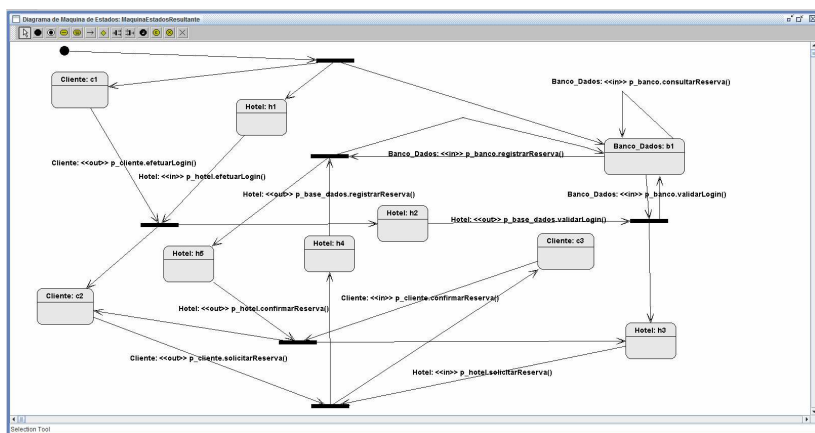 Diagrama de Maquina de Estados: MaquinaEstadosResultante
Cliente: c1
Hotel: h1
Banco_Dados: <<in>> p_banco.consultarReserva()
Banco_Dados: b1
Banco_Dados: <<in>> p_banco.registrarReserva()
Cliente: <<out>> p_cliente.efetuarLogin()
Hotel: <<in>> p_hotel.efetuarLogin()
Hotel: <<out>> p_base_dados.registrarReserva()
Banco_Dados: <<in>> p_banco.validarLogin()
Hotel: h2
Hotel: <<out>> p_base_dados.validarLogin()
Hotel: h5
Hotel: h4
Cliente: c3
Cliente: c2
Cliente: <<in>> p_cliente.confirmarReserva()
Hotel: <<out>> p_hotel.confirmarReserva()
Hotel: h3
Cliente: <<out>> p_cliente.solicitarReserva()
Hotel: <<in>> p_hotel.solicitarReserva()
Selection Tool